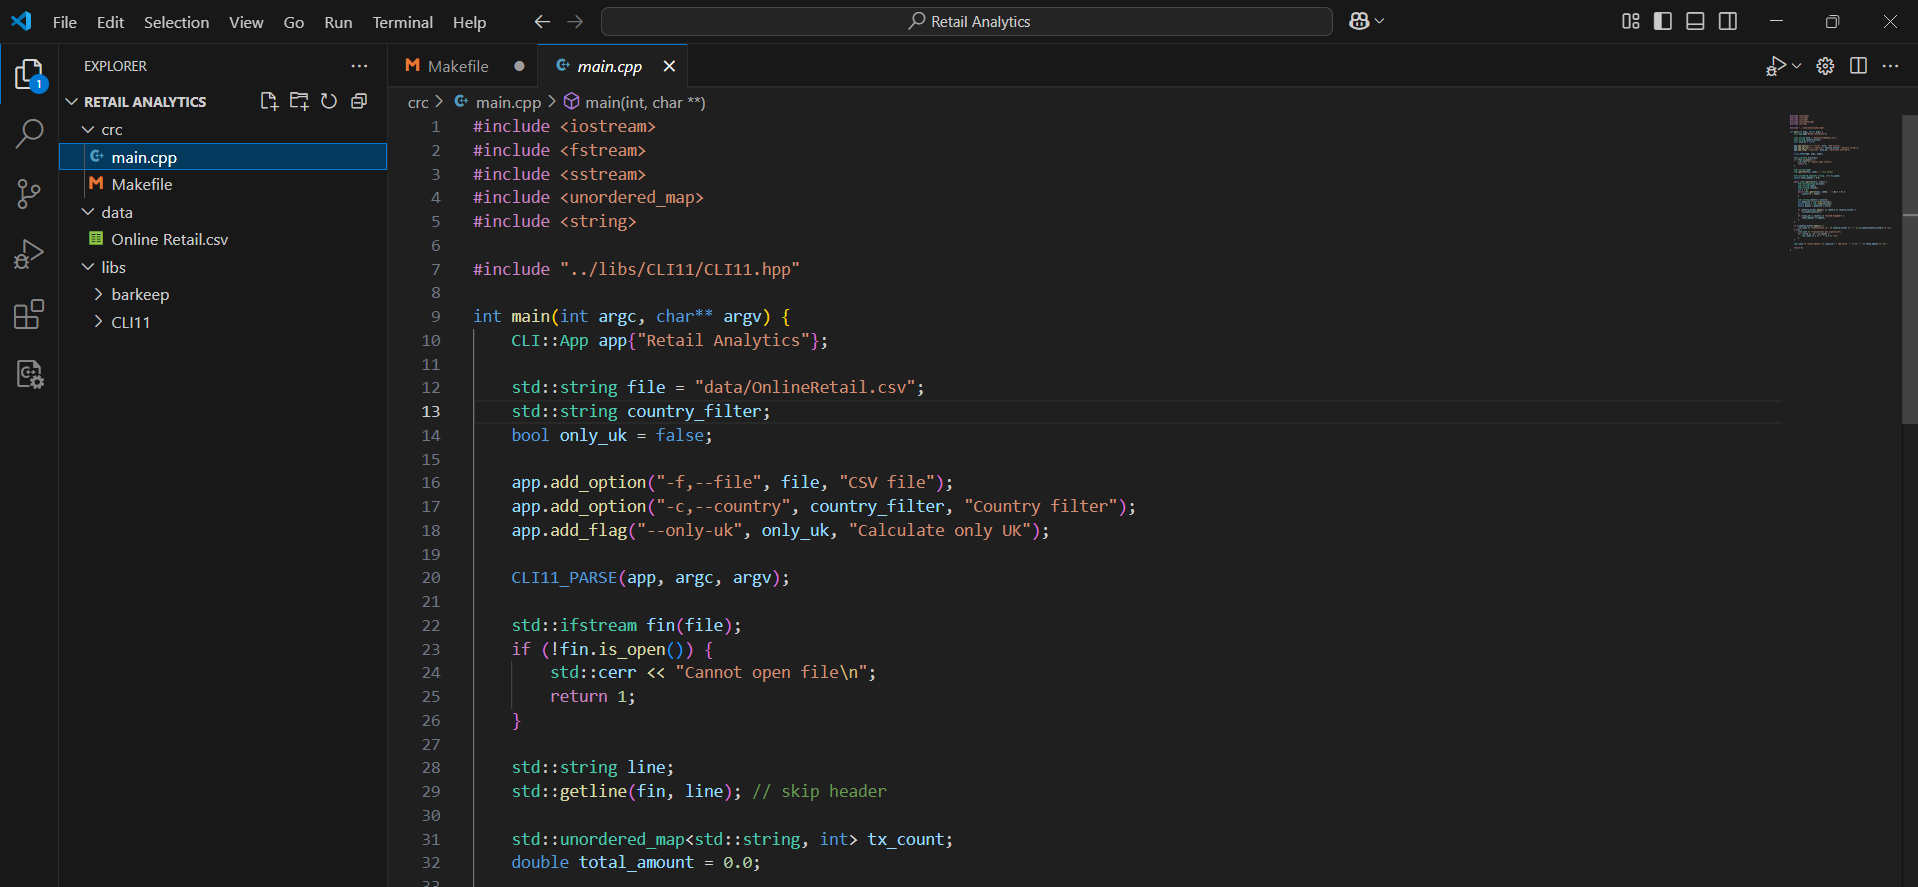 File Edit Selection View Go Run Terminal Help
Retail Analytics
EXPLORER
1
RETAIL ANALYTICS
crc
main.cpp
Makefile
data
Online Retail.csv
libs
barkeep
CLI11
Makefile
main.cpp
crc > main.cpp > main(int, char **)
1 #include <iostream>
2 #include <fstream>
3 #include <sstream>
4 #include <unordered_map>
5 #include <string>
6
7 #include "../libs/CLI11/CLI11.hpp"
8
9 int main(int argc, char** argv) {
10 CLI::App app{"Retail Analytics"};
11
12 std::string file = "data/OnlineRetail.csv";
13 std::string country_filter;
14 bool only_uk = false;
15
16 app.add_option("-f,--file", file, "CSV file");
17 app.add_option("-c,--country", country_filter, "Country filter");
18 app.add_flag("--only-uk", only_uk, "Calculate only UK");
19
20 CLI11_PARSE(app, argc, argv);
21
22 std::ifstream fin(file);
23 if (!fin.is_open()) {
24 std::cerr << "Cannot open file\n";
25 return 1;
26 }
27
28 std::string line;
29 std::getline(fin, line); // skip header
30
31 std::unordered_map<std::string, int> tx_count;
32 double total_amount = 0.0;
33